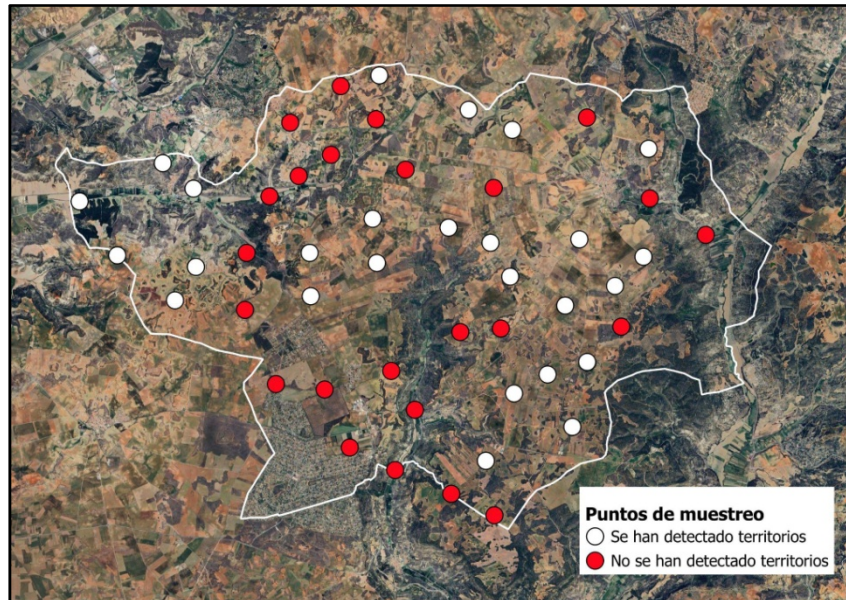 Puntos de muestreo
Se han detectado territorios
No se han detectado territorios